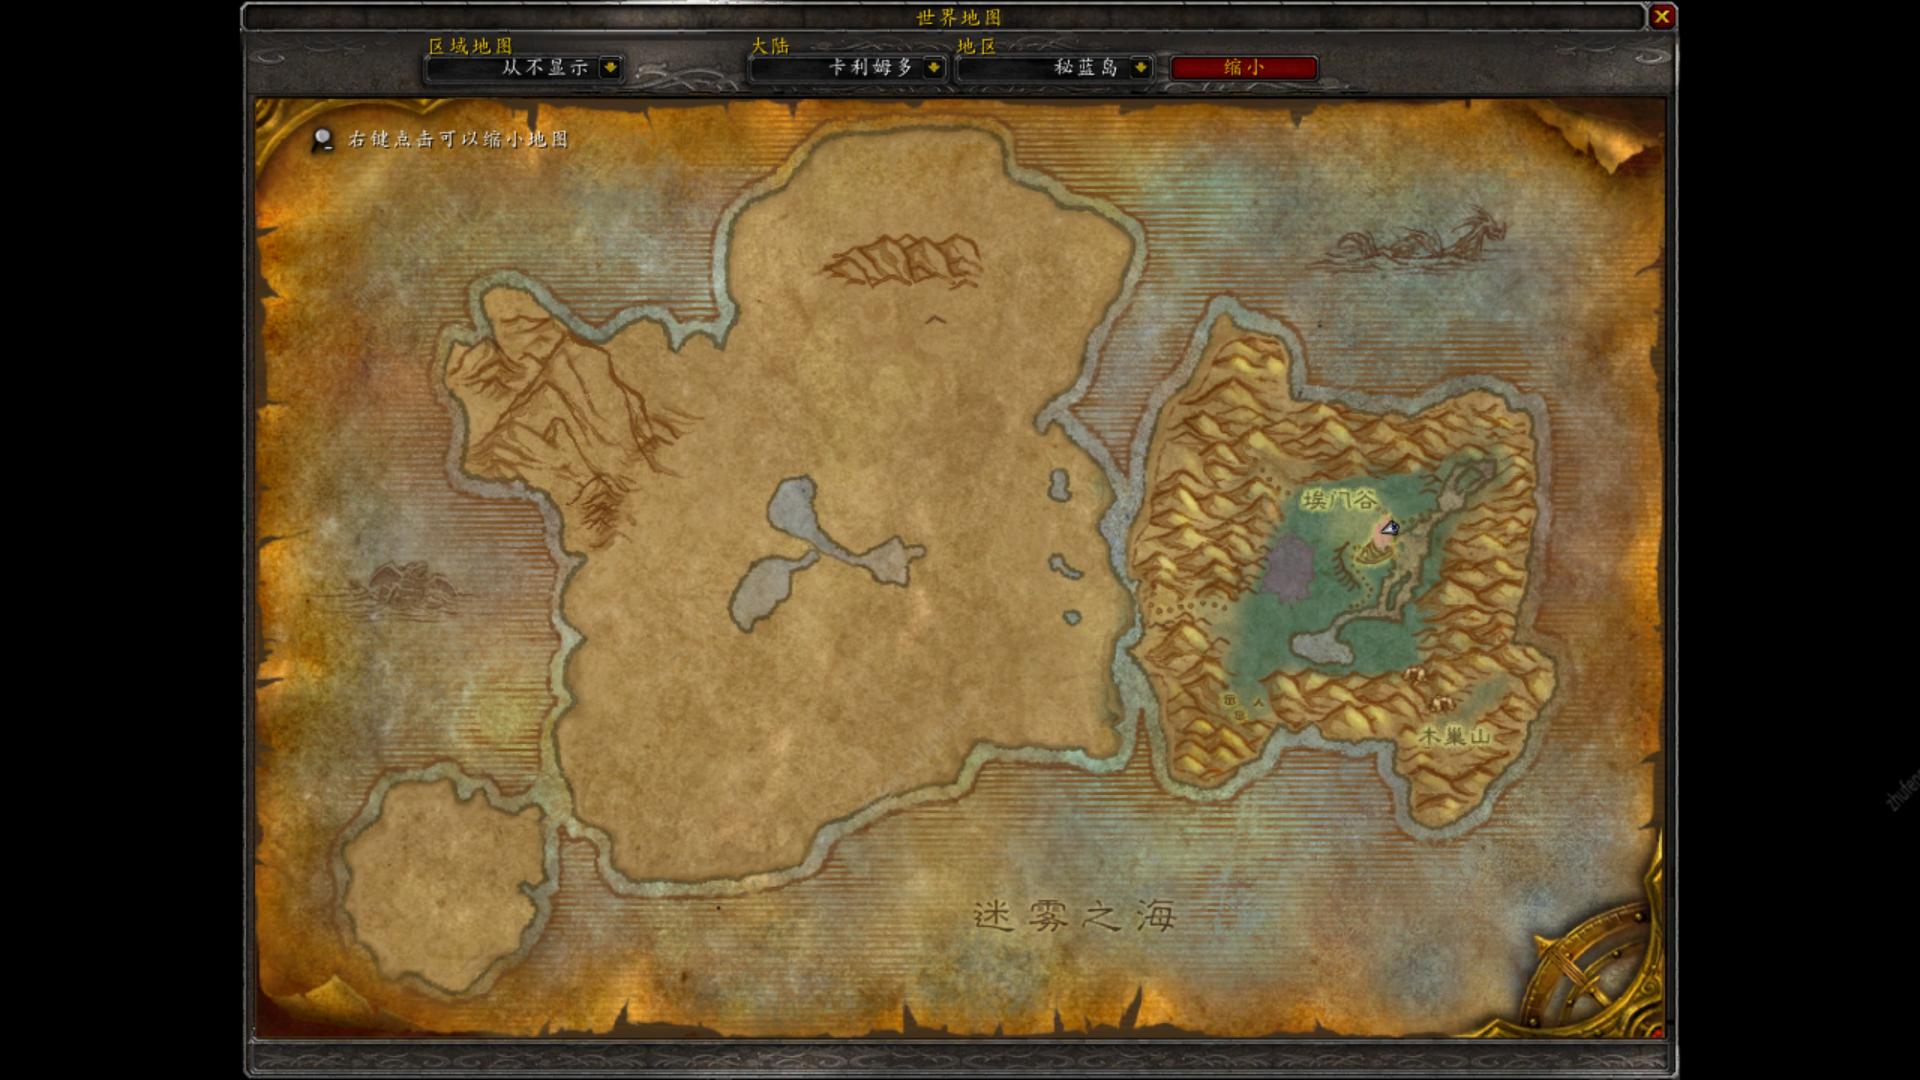 世界地图
区域地图
大陆
地区
从不显示
卡利姆多
秘蓝岛
缩小
右键点击可以缩小地图
埃门谷
木巢山
迷雾之海